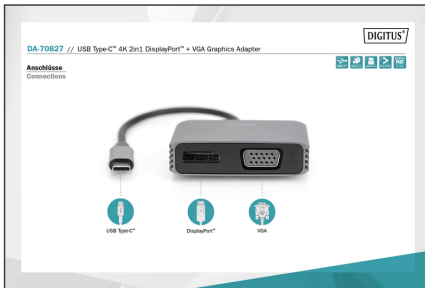 DIGITUS®
DA-70827 // USB Type-C™ 4K 2in1 DisplayPort™ + VGA Graphics Adapter
Anschlüsse
Connections
HD
USB Type-C™
DisplayPort™
VGA